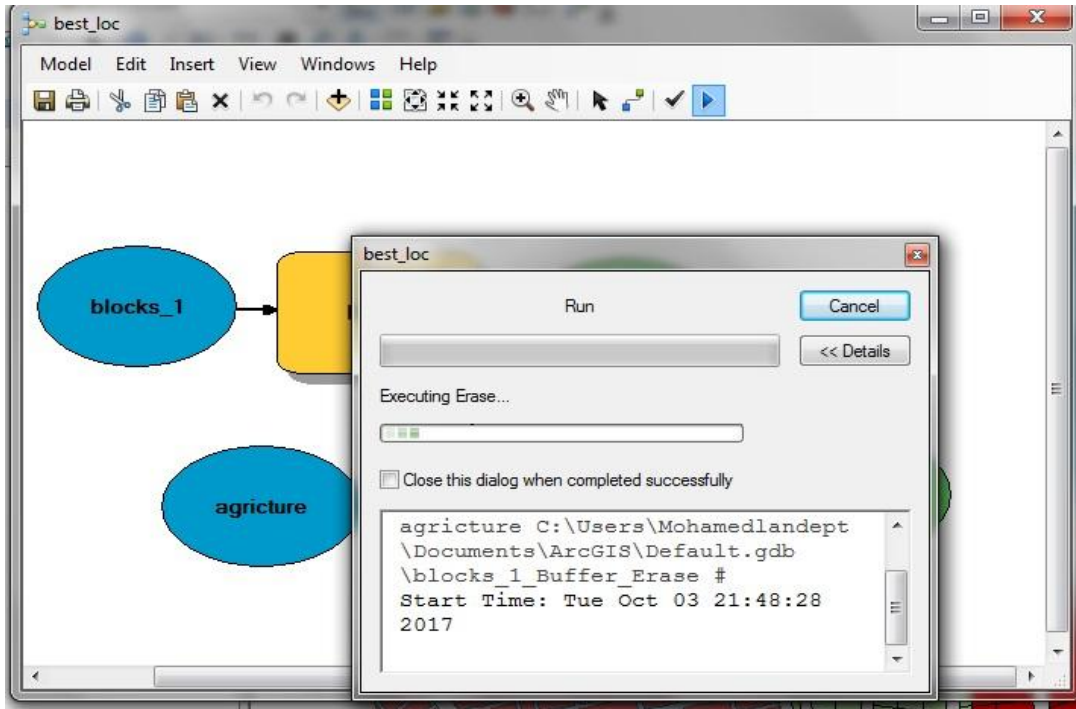 best_loc
Model Edit Insert View Windows Help
blocks_1
agricture
best_loc
Run
Cancel
<< Details
Executing Erase...
Close this dialog when completed successfully
agricture C:\Users\Mohamedlandept
\Documents\ArcGIS\Default.gdb
\blocks_1_Buffer_Erase #
Start Time: Tue Oct 03 21:48:28
2017